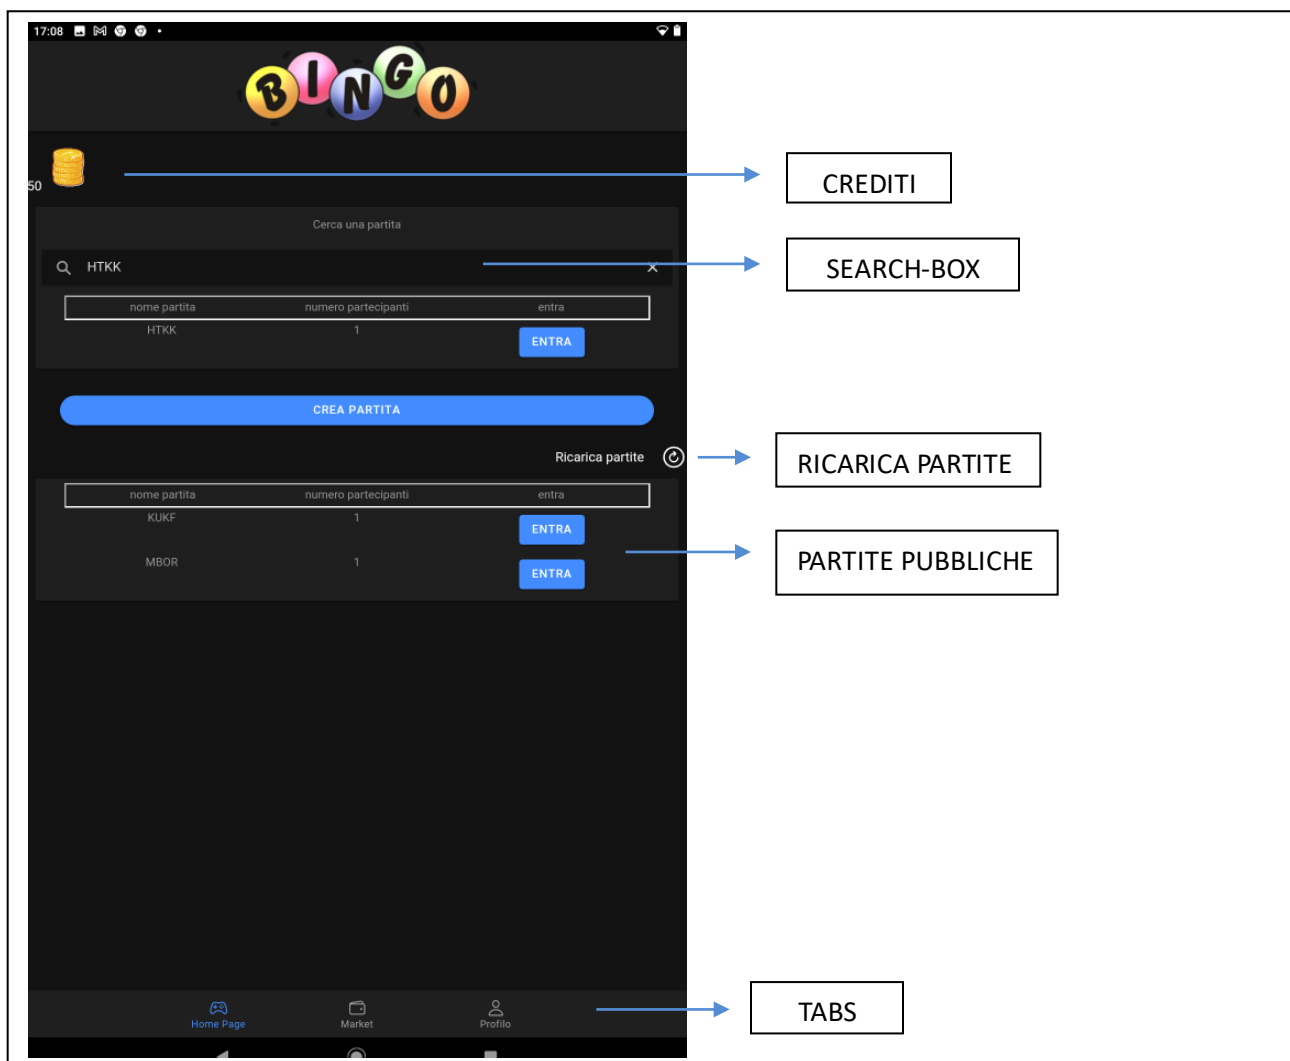 17:08
BINGO
50
CREDITI
Cerca una partita
HTKK
SEARCH-BOX
nome partita numero partecipanti entra
HTKK 1 ENTRA
CREA PARTITA
Ricarica partite
RICARICA PARTITE
nome partita numero partecipanti entra
KUKF 1 ENTRA
PARTITE PUBBLICHE
MBOR 1 ENTRA
Home Page Market Profilo
TABS